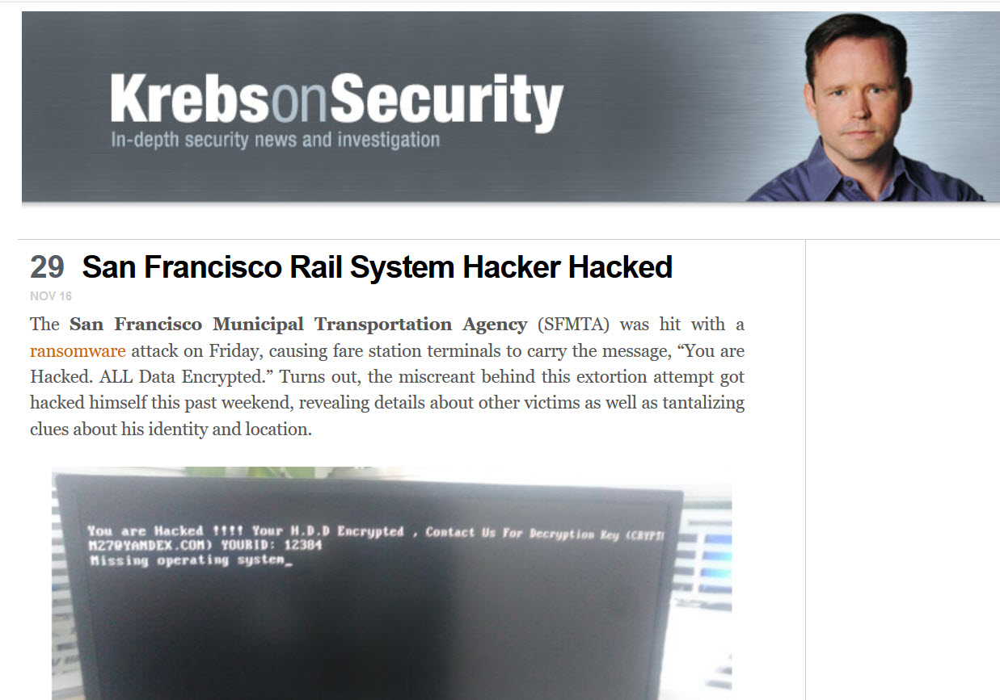 KrebsonSecurity
In-depth security news and investigation
29 San Francisco Rail System Hacker Hacked
NOV 16
The San Francisco Municipal Transportation Agency (SFMTA) was hit with a
ransomware attack on Friday, causing fare station terminals to carry the message, “You are
Hacked. ALL Data Encrypted.” Turns out, the miscreant behind this extortion attempt got
hacked himself this past weekend, revealing details about other victims as well as tantalizing
clues about his identity and location.
You are Hacked !!!! Your H.D.D Encrypted , Contact Us For Decryption Key (CRYPTO
M27@YANDEX.COM) YOURID: 12384
Missing operating system_